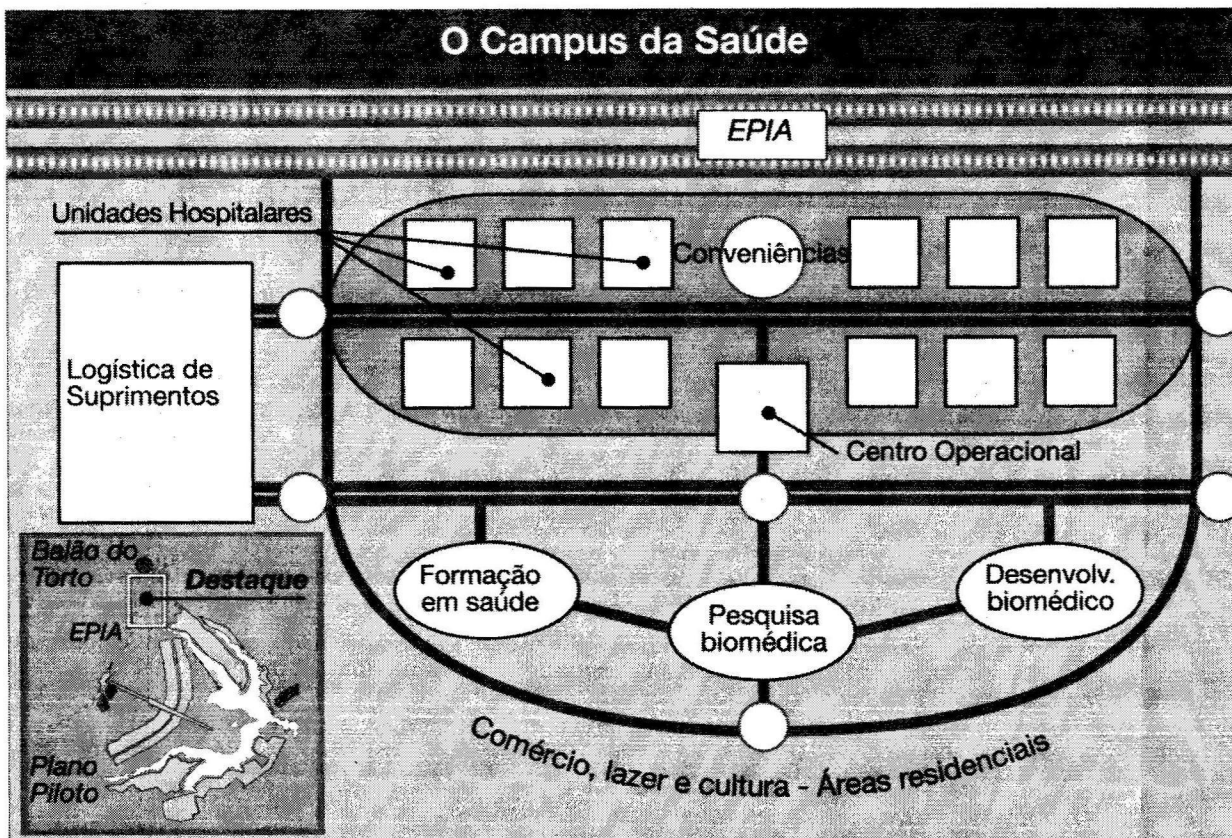 O Campus da Saúde
EPIA
Unidades Hospitalares
Conveniências
Logística de
Suprimentos
Centro Operacional
Balão do
Torto
Destaque
EPIA
Plano
Piloto
Formação
em saúde
Pesquisa
biomédica
Desenvolv.
biomédico
Comércio, lazer e cultura - Áreas residenciais